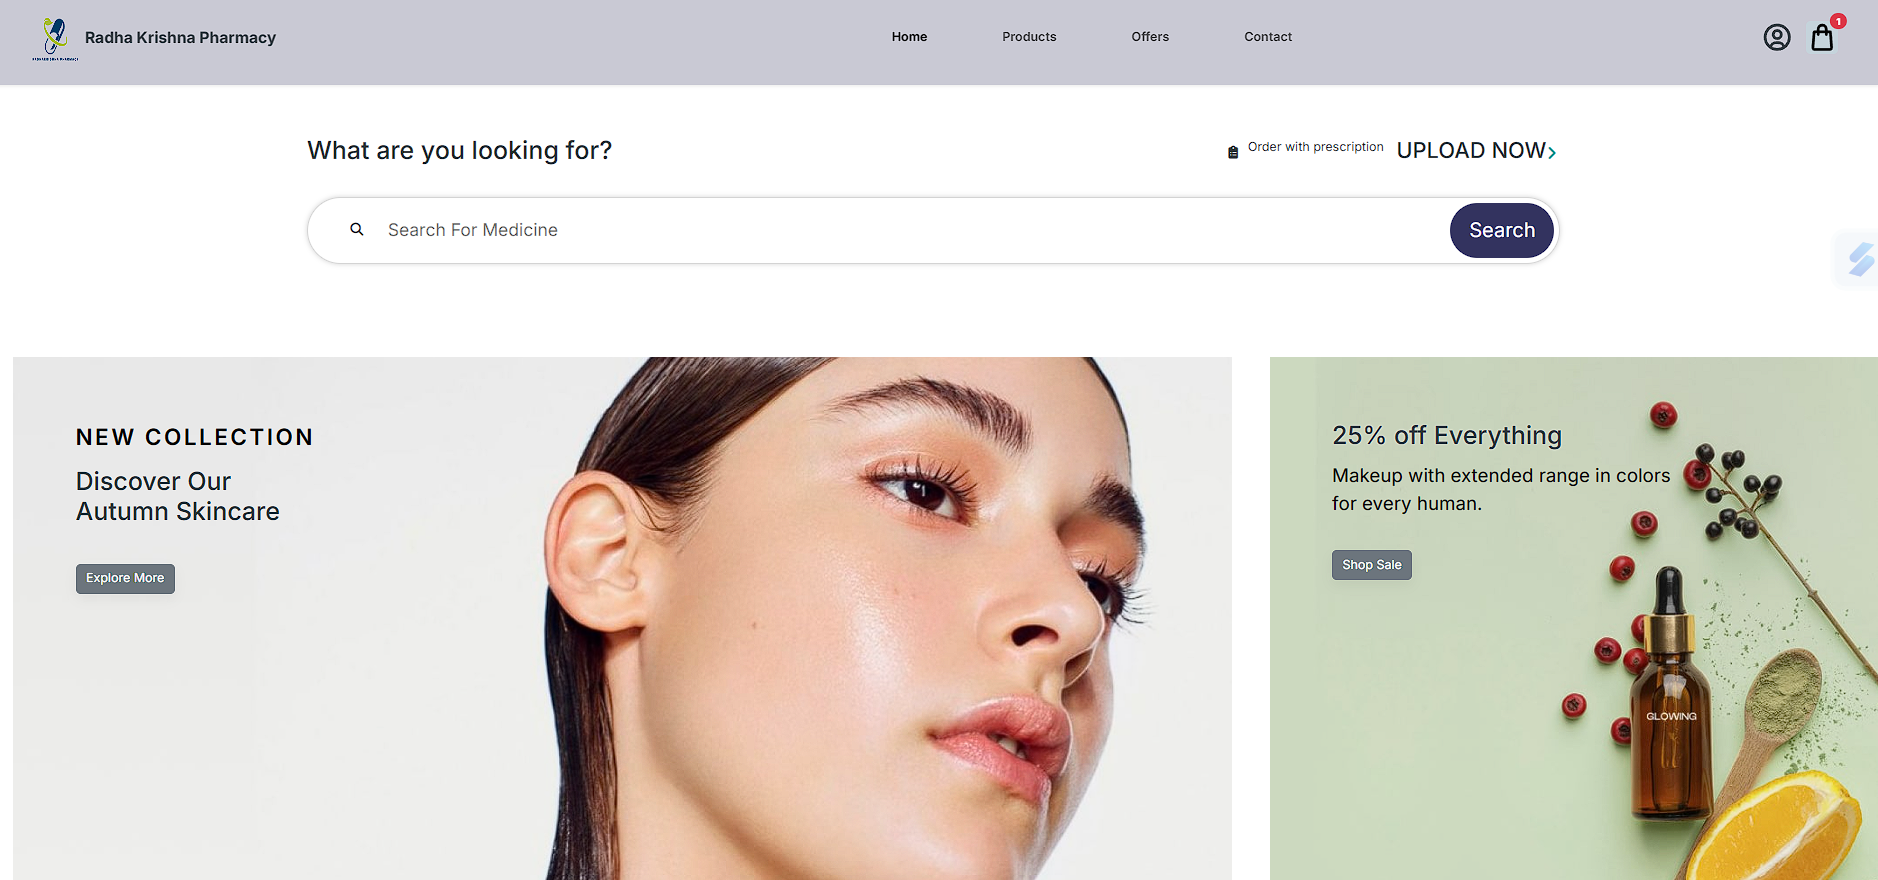 Radha Krishna Pharmacy
Home
Products
Offers
Contact
1
What are you looking for?
Order with prescription
UPLOAD NOW
Search For Medicine
Search
NEW COLLECTION
Discover Our
Autumn Skincare
Explore More
25% off Everything
Makeup with extended range in colors
for every human.
Shop Sale
GLOWING